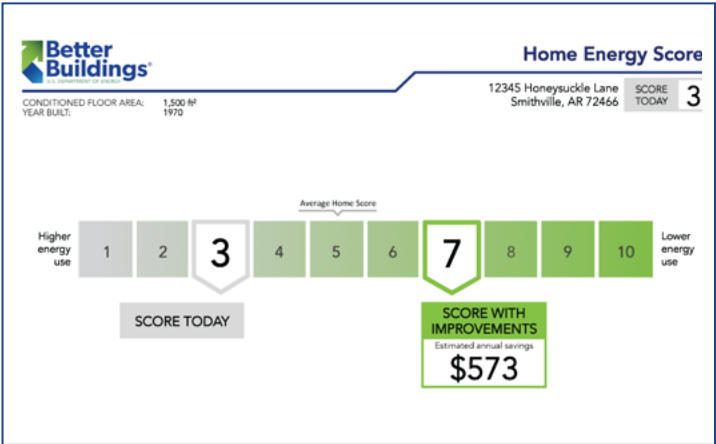 Better
Buildings®
U.S. DEPARTMENT OF ENERGY
Home Energy Score
CONDITIONED FLOOR AREA: 1,500 ft²
YEAR BUILT: 1970
12345 Honeysuckle Lane
Smithville, AR 72466
SCORE
TODAY
3
Average Home Score
Higher
energy
use
1 2 3 4 5 6 7 8 9 10
Lower
energy
use
SCORE TODAY
SCORE WITH
IMPROVEMENTS
Estimated annual savings
$573